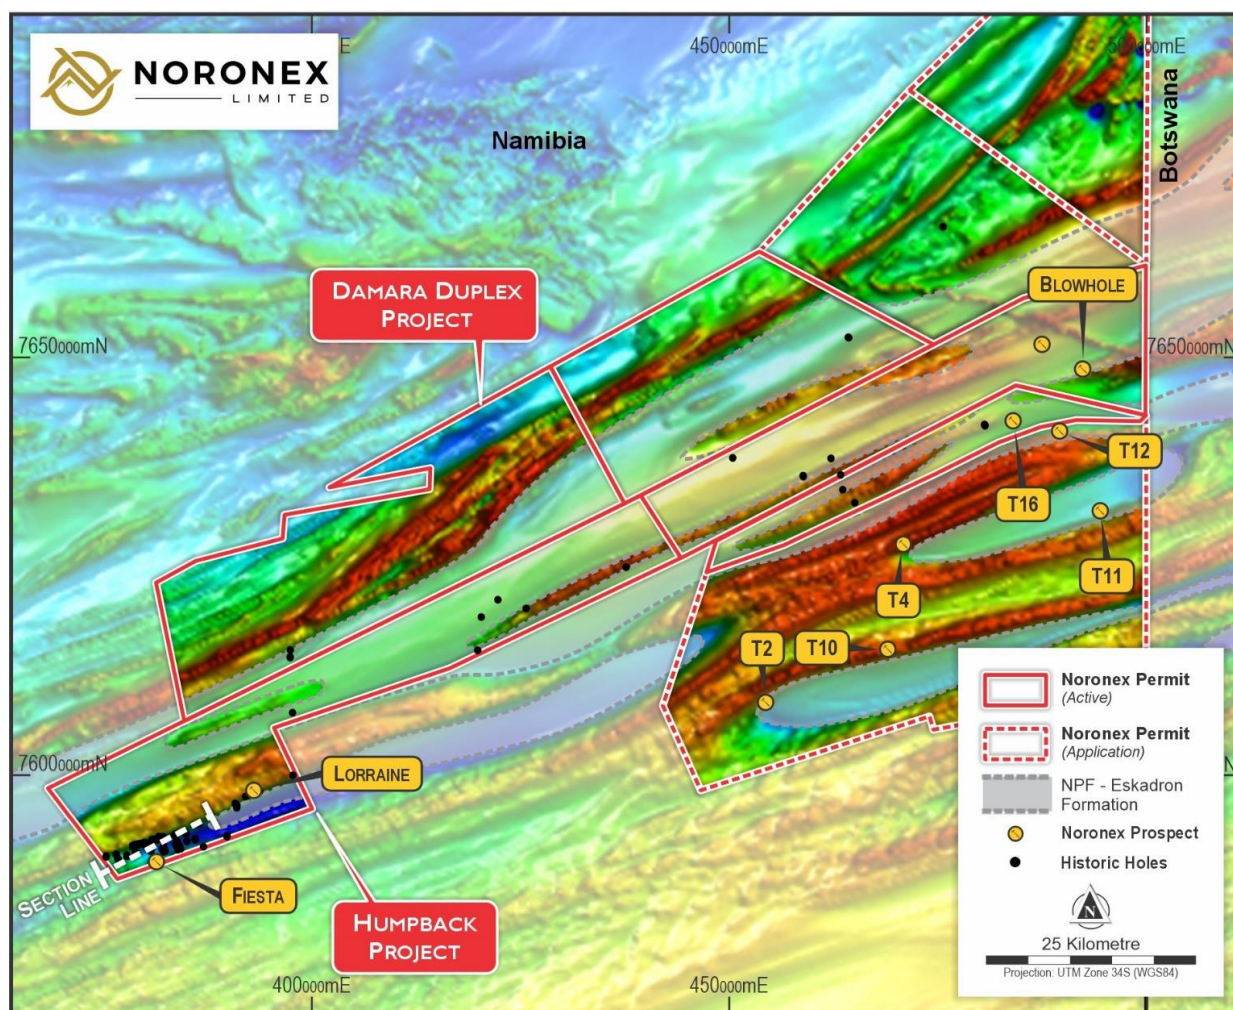 NORONEX
LIMITED
E
450000mE
500000mE
Namibia
Botswana
DAMARA DUPLEX
PROJECT
BLOWHOLE
7650000mN
7650000mN
T12
T16
T11
T4
T2
T10
7600000mN
N
LORRAINE
FIESTA
SECTION
LINE
HUMPBACK
PROJECT
400000mE
450000mE
Noronex Permit
(Active)
Noronex Permit
(Application)
NPF - Eskadron
Formation
Noronex Prospect
Historic Holes
N
25 Kilometre
Projection: UTM Zone 34S (WGS84)